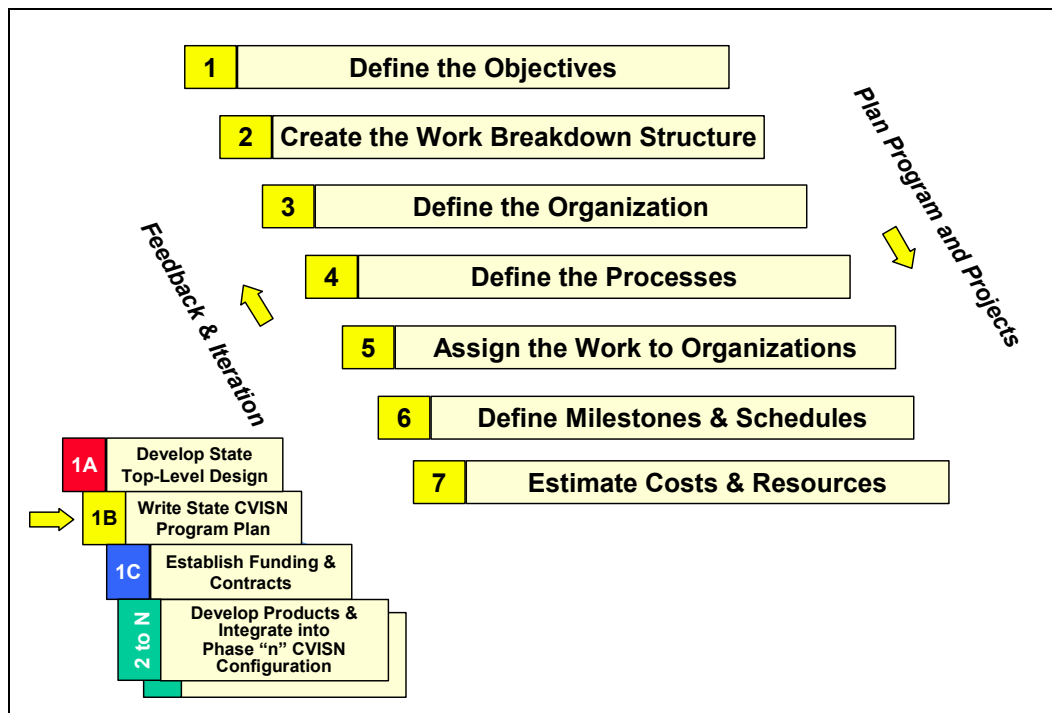 1 Define the Objectives
2 Create the Work Breakdown Structure
3 Define the Organization
4 Define the Processes
5 Assign the Work to Organizations
6 Define Milestones & Schedules
7 Estimate Costs & Resources
Plan Program and Projects
Feedback & Iteration
1A Develop State
Top-Level Design
1B Write State CVISN
Program Plan
1C Establish Funding &
Contracts
2 to N Develop Products &
Integrate into
Phase “n” CVISN
Configuration